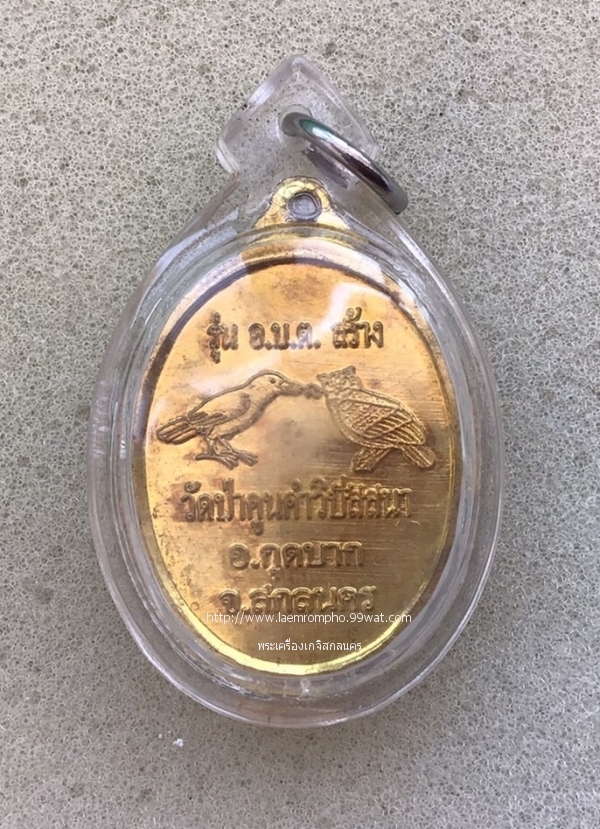 รุ่น อ.บ.ต. สร้าง
วัดป่าคูนคำวิปัสสนา
อ.กุดบาก
จ.สกลนคร
http://www.laemrompho.99wat.com
พระเครื่องเกจิสกลนคร